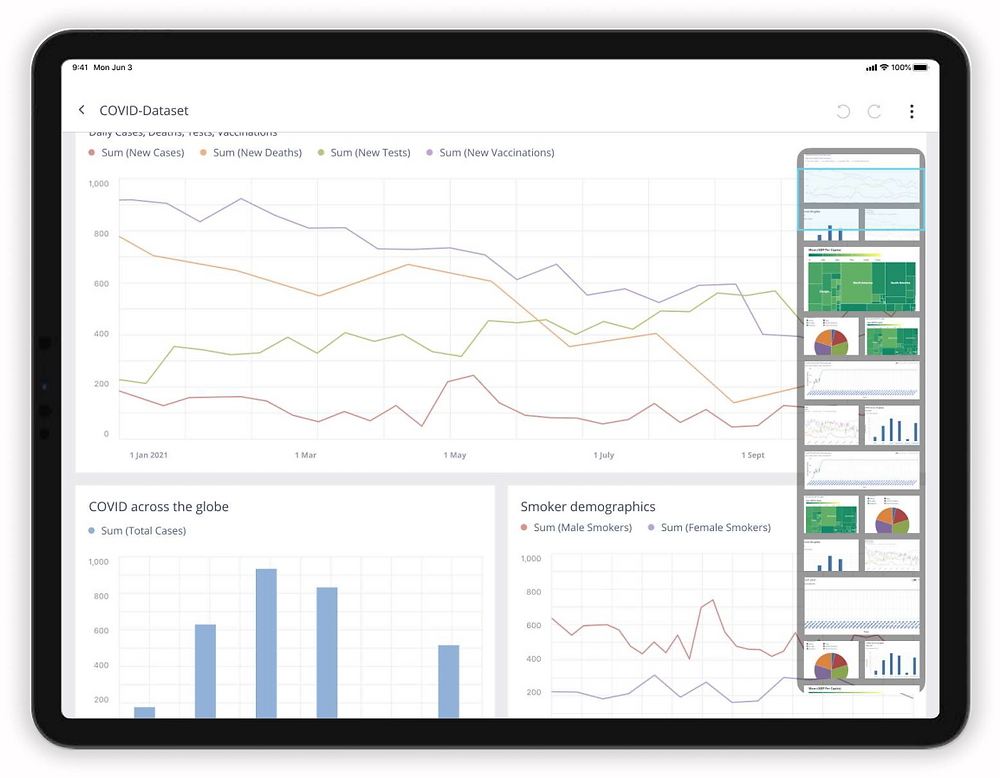 9:41 Mon Jun 3
100%
COVID-Dataset
Daily Cases, Deaths, Tests, Vaccinations
Sum (New Cases) Sum (New Deaths) Sum (New Tests) Sum (New Vaccinations)
1,000
800
600
400
200
0
1 Jan 2021 1 Mar 1 May 1 July 1 Sept
COVID across the globe
Sum (Total Cases)
1,000
800
600
400
200
Smoker demographics
Sum (Male Smokers) Sum (Female Smokers)
1,000
800
600
400
200